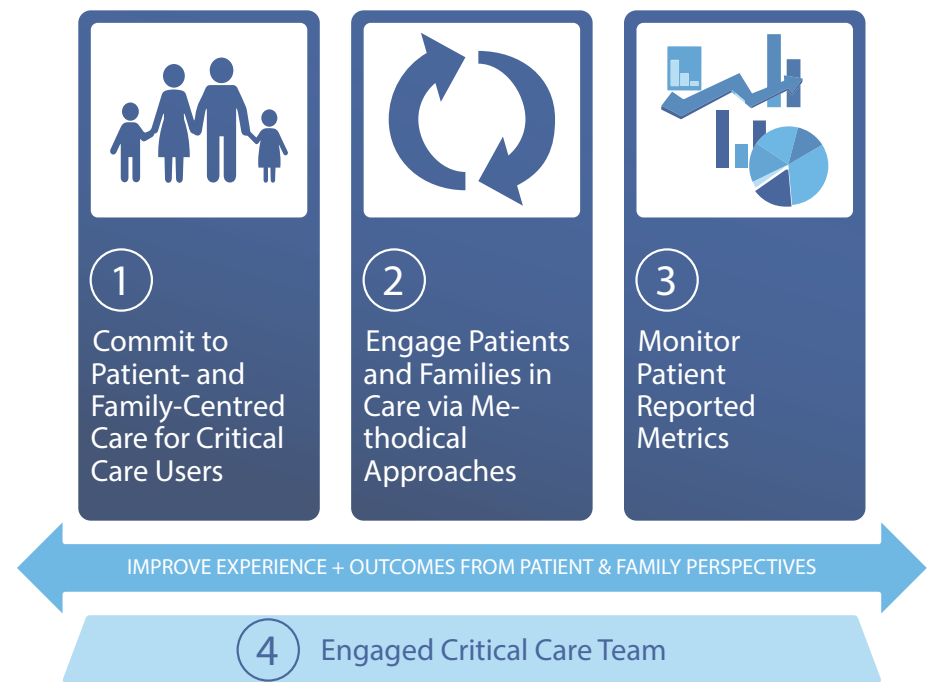 1
Commit to
Patient- and
Family-Centred
Care for Critical
Care Users
2
Engage Patients
and Families in
Care via Me-
thodical
Approaches
3
Monitor
Patient
Reported
Metrics
IMPROVE EXPERIENCE + OUTCOMES FROM PATIENT & FAMILY PERSPECTIVES
4 Engaged Critical Care Team